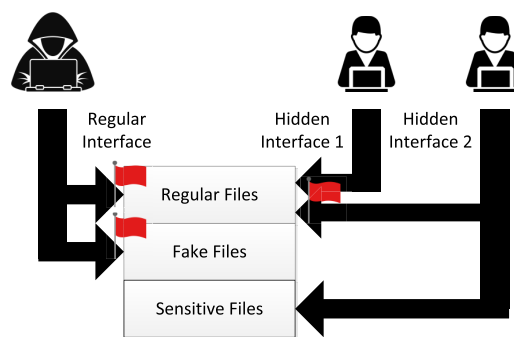 Regular
Interface
Hidden
Interface 1
Hidden
Interface 2
Regular Files
Fake Files
Sensitive Files